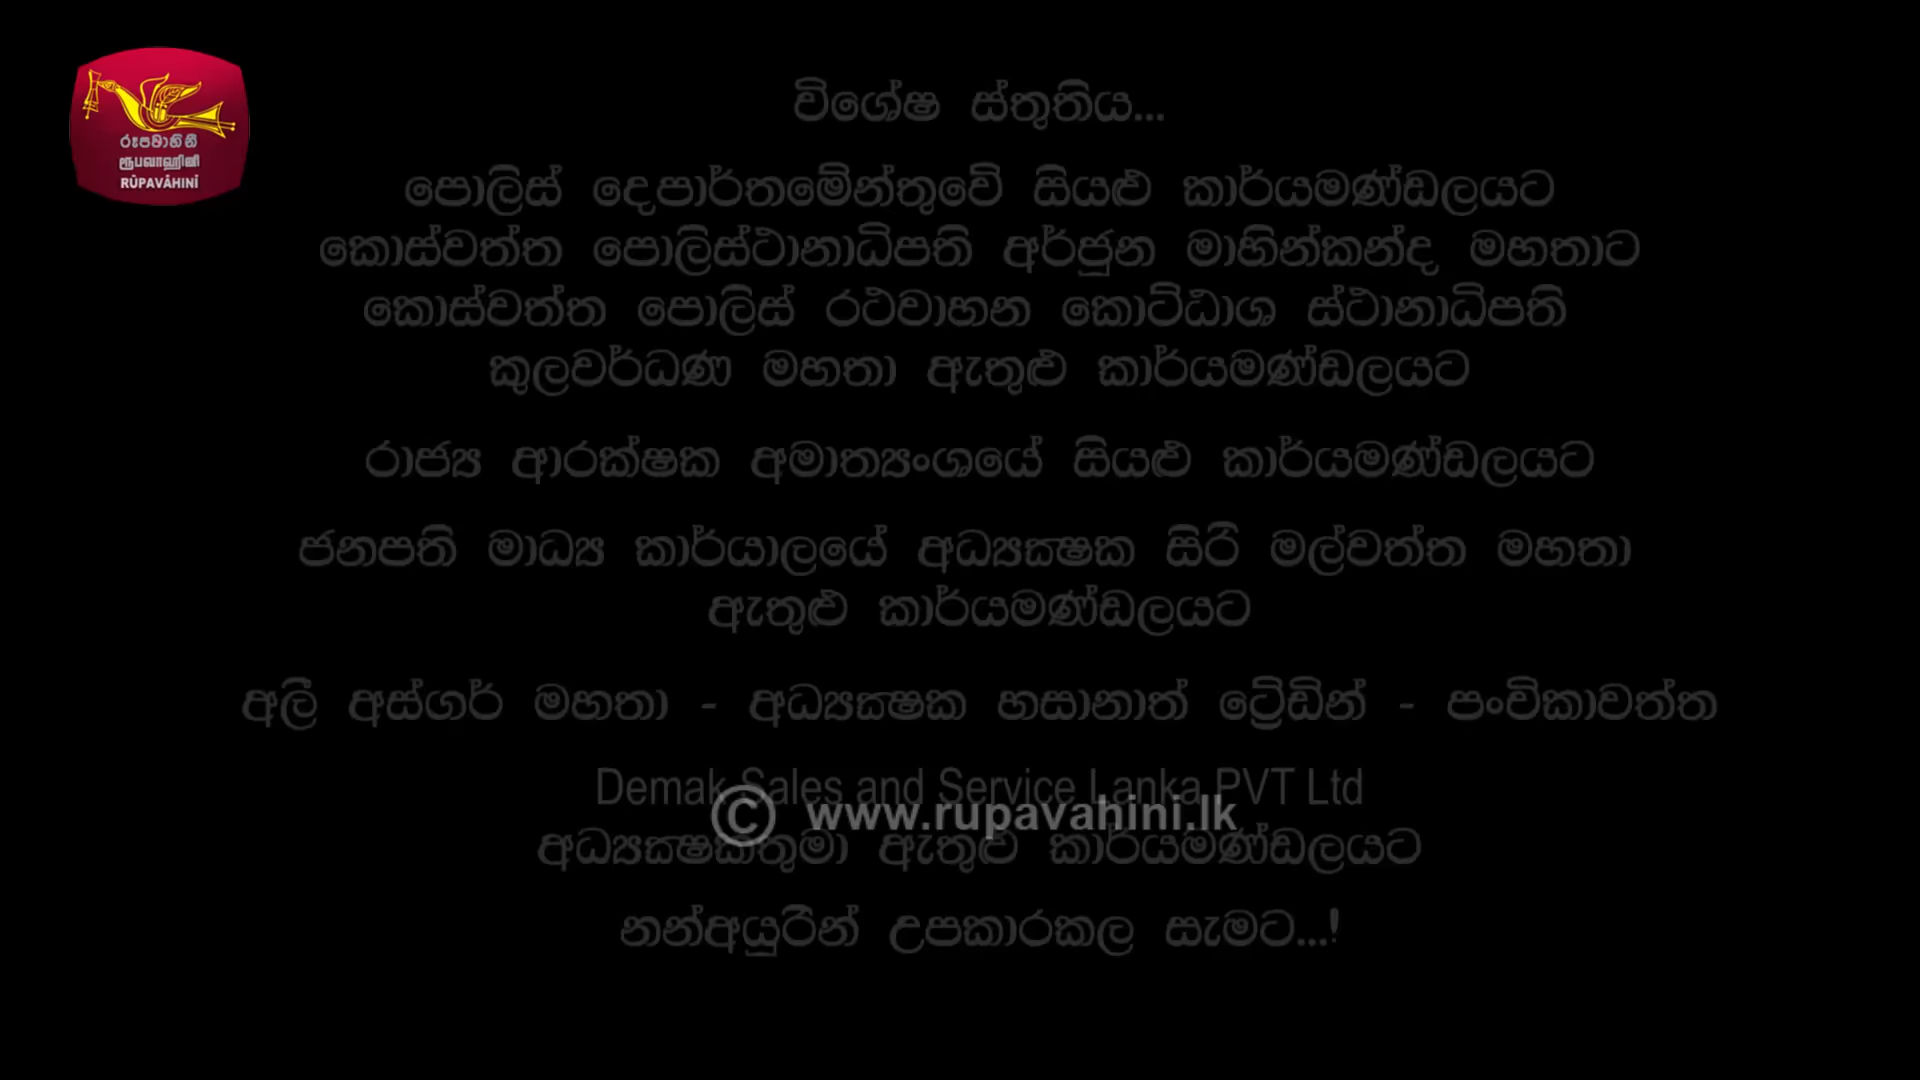 රූපවාහිනී
ரூபவாஹினி
RŪPAVĀHINĪ
විශේෂ ස්තුතිය...
පොලිස් දෙපාර්තමේන්තුවේ සියළු කාර්යමණ්ඩලයට
කොස්වත්ත පොලිස්ථානාධිපති අර්ජුන මාහින්කන්ද මහතාට
කොස්වත්ත පොලිස් රථවාහන කොට්ඨාශ ස්ථානාධිපති
කුලවර්ධණ මහතා ඇතුළු කාර්යමණ්ඩලයට
රාජ්‍ය ආරක්ෂක අමාත්‍යංශයේ සියළු කාර්යමණ්ඩලයට
ජනපති මාධ්‍ය කාර්යාලයේ අධ්‍යක්‍ෂක සිරි මල්වත්ත මහතා
ඇතුළු කාර්යමණ්ඩලයට
අලී අස්ගර් මහතා - අධ්‍යක්‍ෂක හසානාත් ට්‍රේඩින් - පංචිකාවත්ත
Demak Sales and Service Lanka PVT Ltd
© www.rupavahini.lk
අධ්‍යක්‍ෂකතුමා ඇතුළු කාර්යමණ්ඩලයට
නන්අයුරින් උපකාරකල සැමට...!